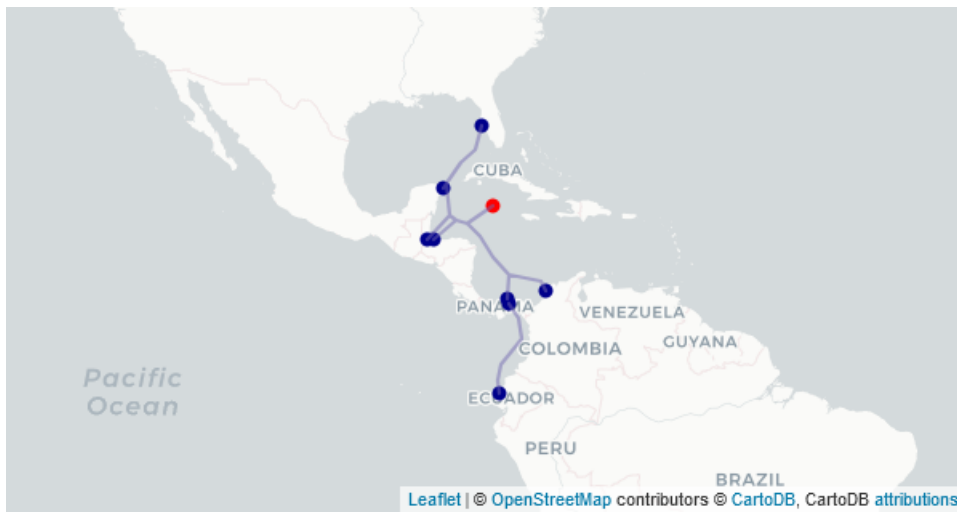 CUBA
PANAMA
VENEZUELA
GUYANA
COLOMBIA
Pacific
Ocean
ECUADOR
PERU
BRAZIL
Leaflet | © OpenStreetMap contributors © CartoDB, CartoDB attributions